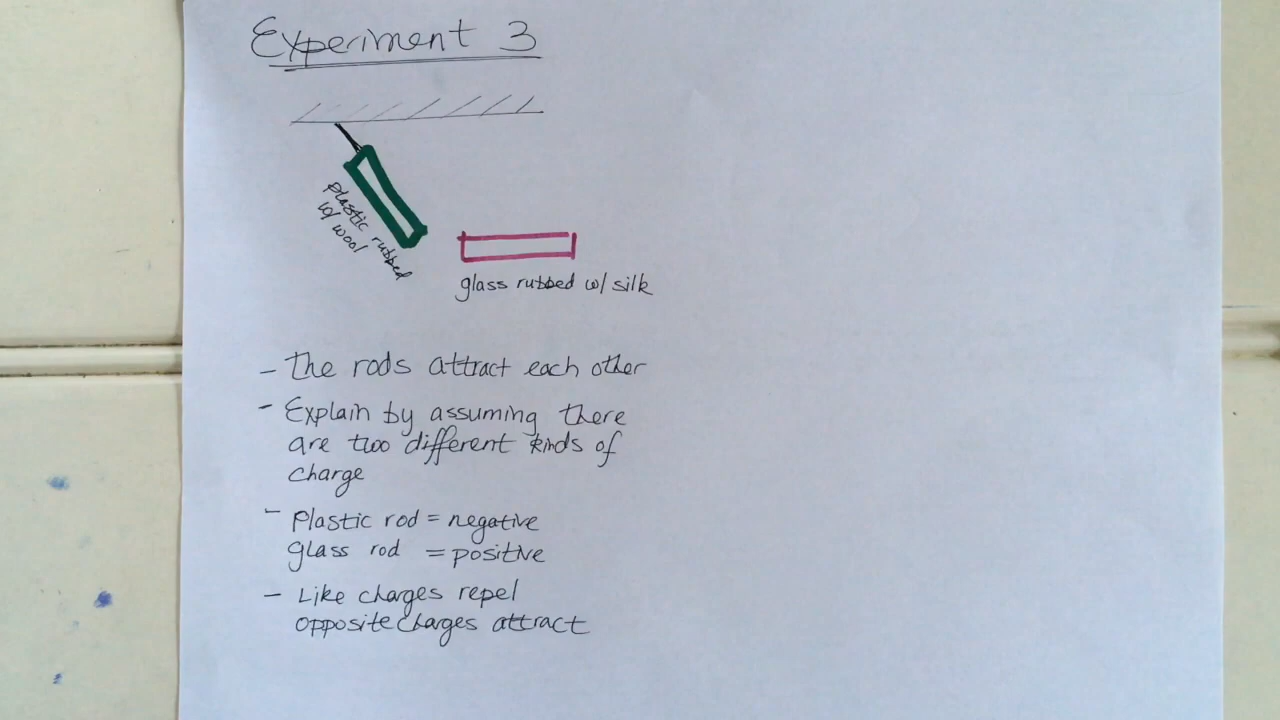 Experiment 3
plastic rubbed
w/ wool
glass rubbed w/ silk
- The rods attract each other
- Explain by assuming there
are two different kinds of
charge
- Plastic rod = negative
glass rod = positive
- Like charges repel
opposite charges attract